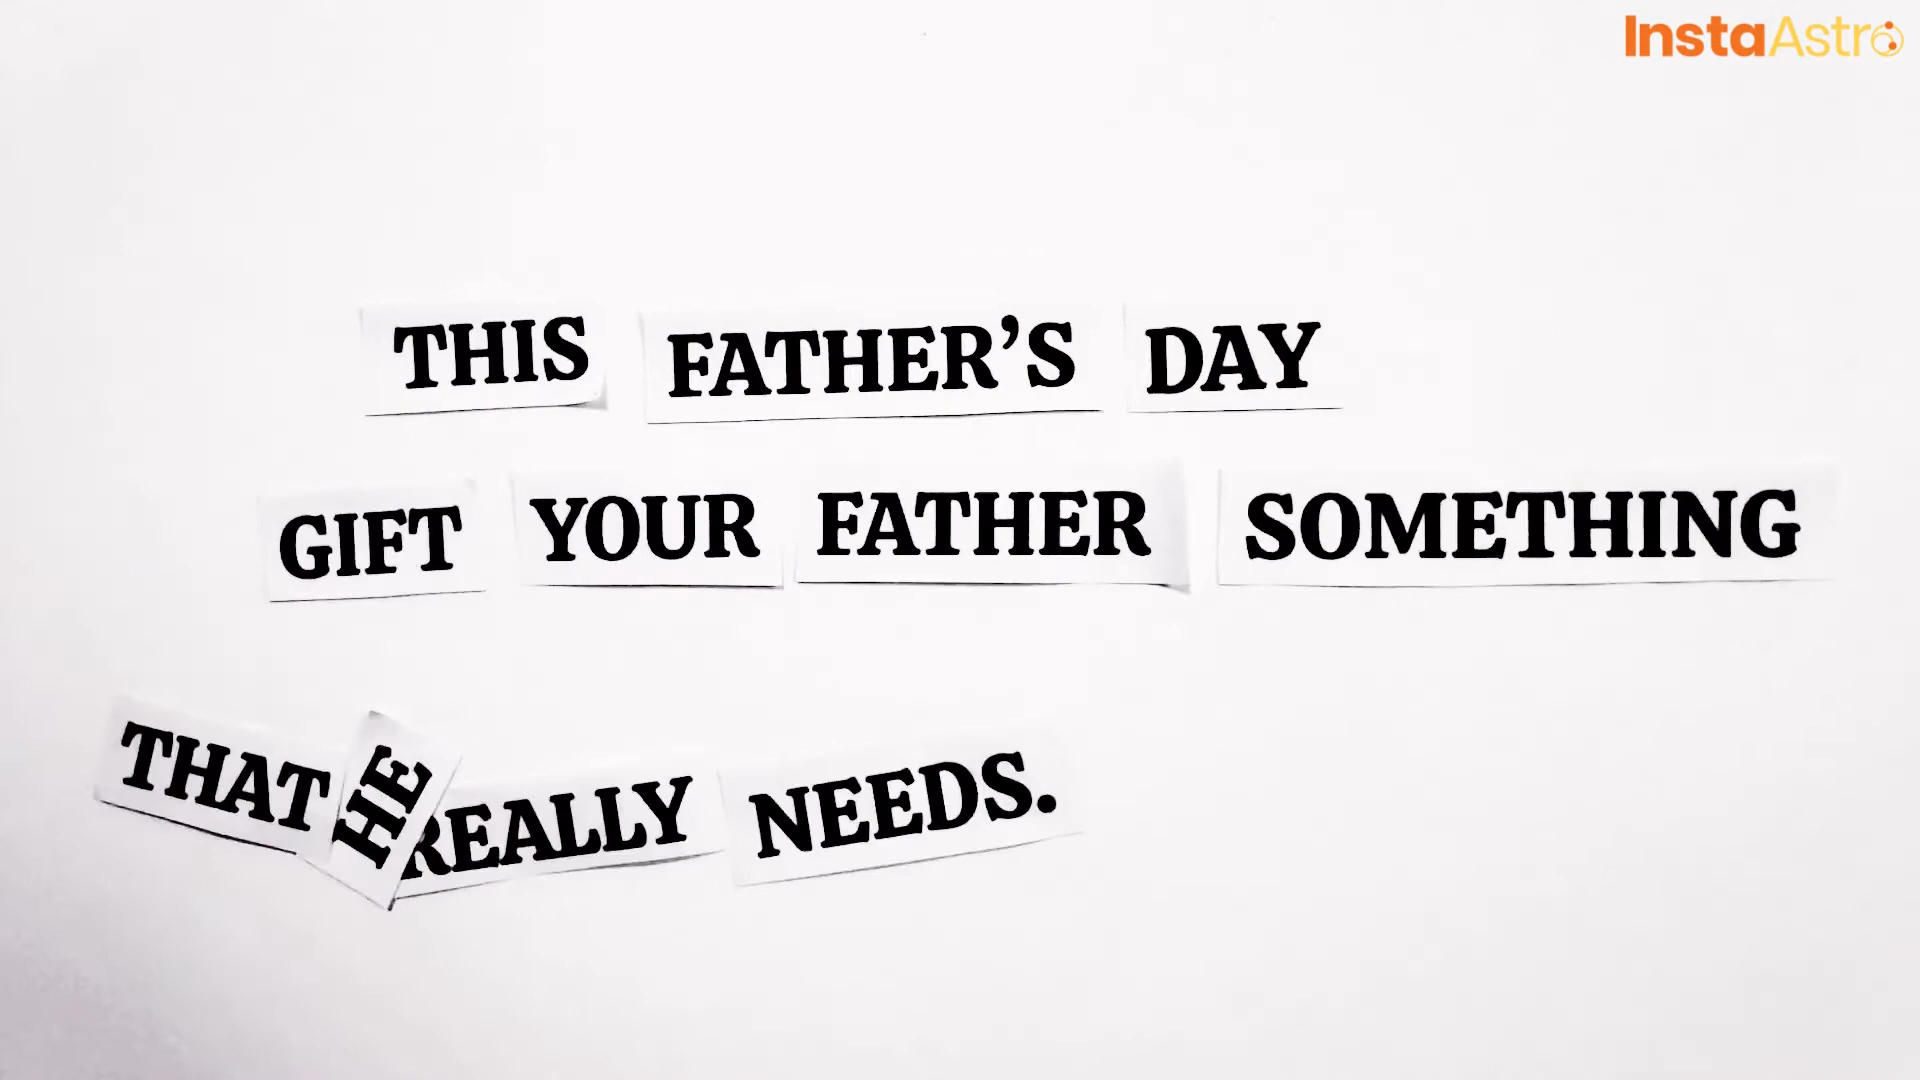 InstaAstro
THIS FATHER’S DAY
GIFT YOUR FATHER SOMETHING
THAT HE REALLY NEEDS.